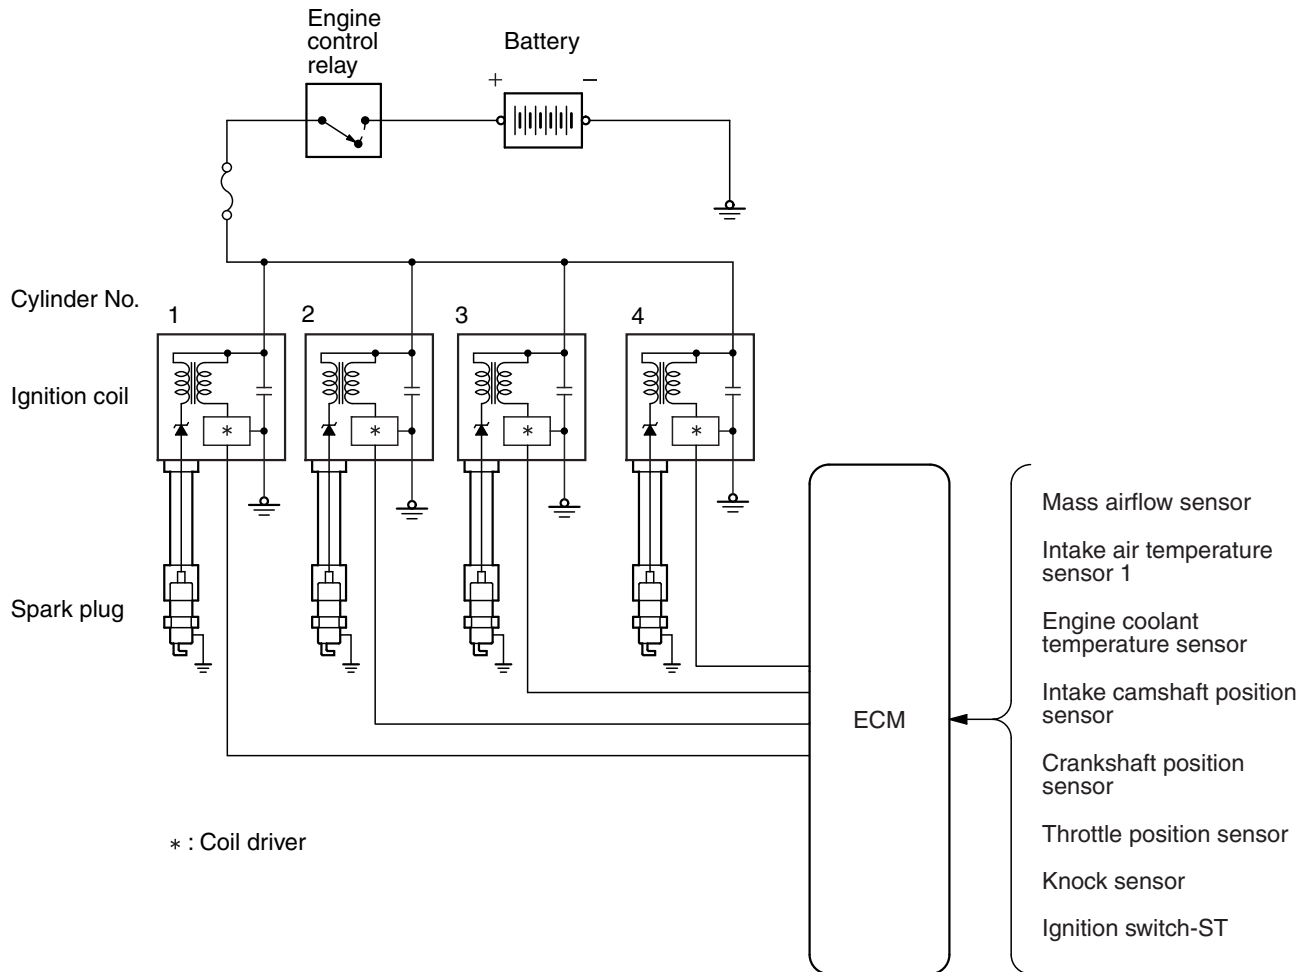 Engine
control
relay
Battery
+ −
Cylinder No.
1 2 3 4
Ignition coil
* * * *
Spark plug
ECM
Mass airflow sensor
Intake air temperature
sensor 1
Engine coolant
temperature sensor
Intake camshaft position
sensor
Crankshaft position
sensor
Throttle position sensor
Knock sensor
Ignition switch-ST
* : Coil driver